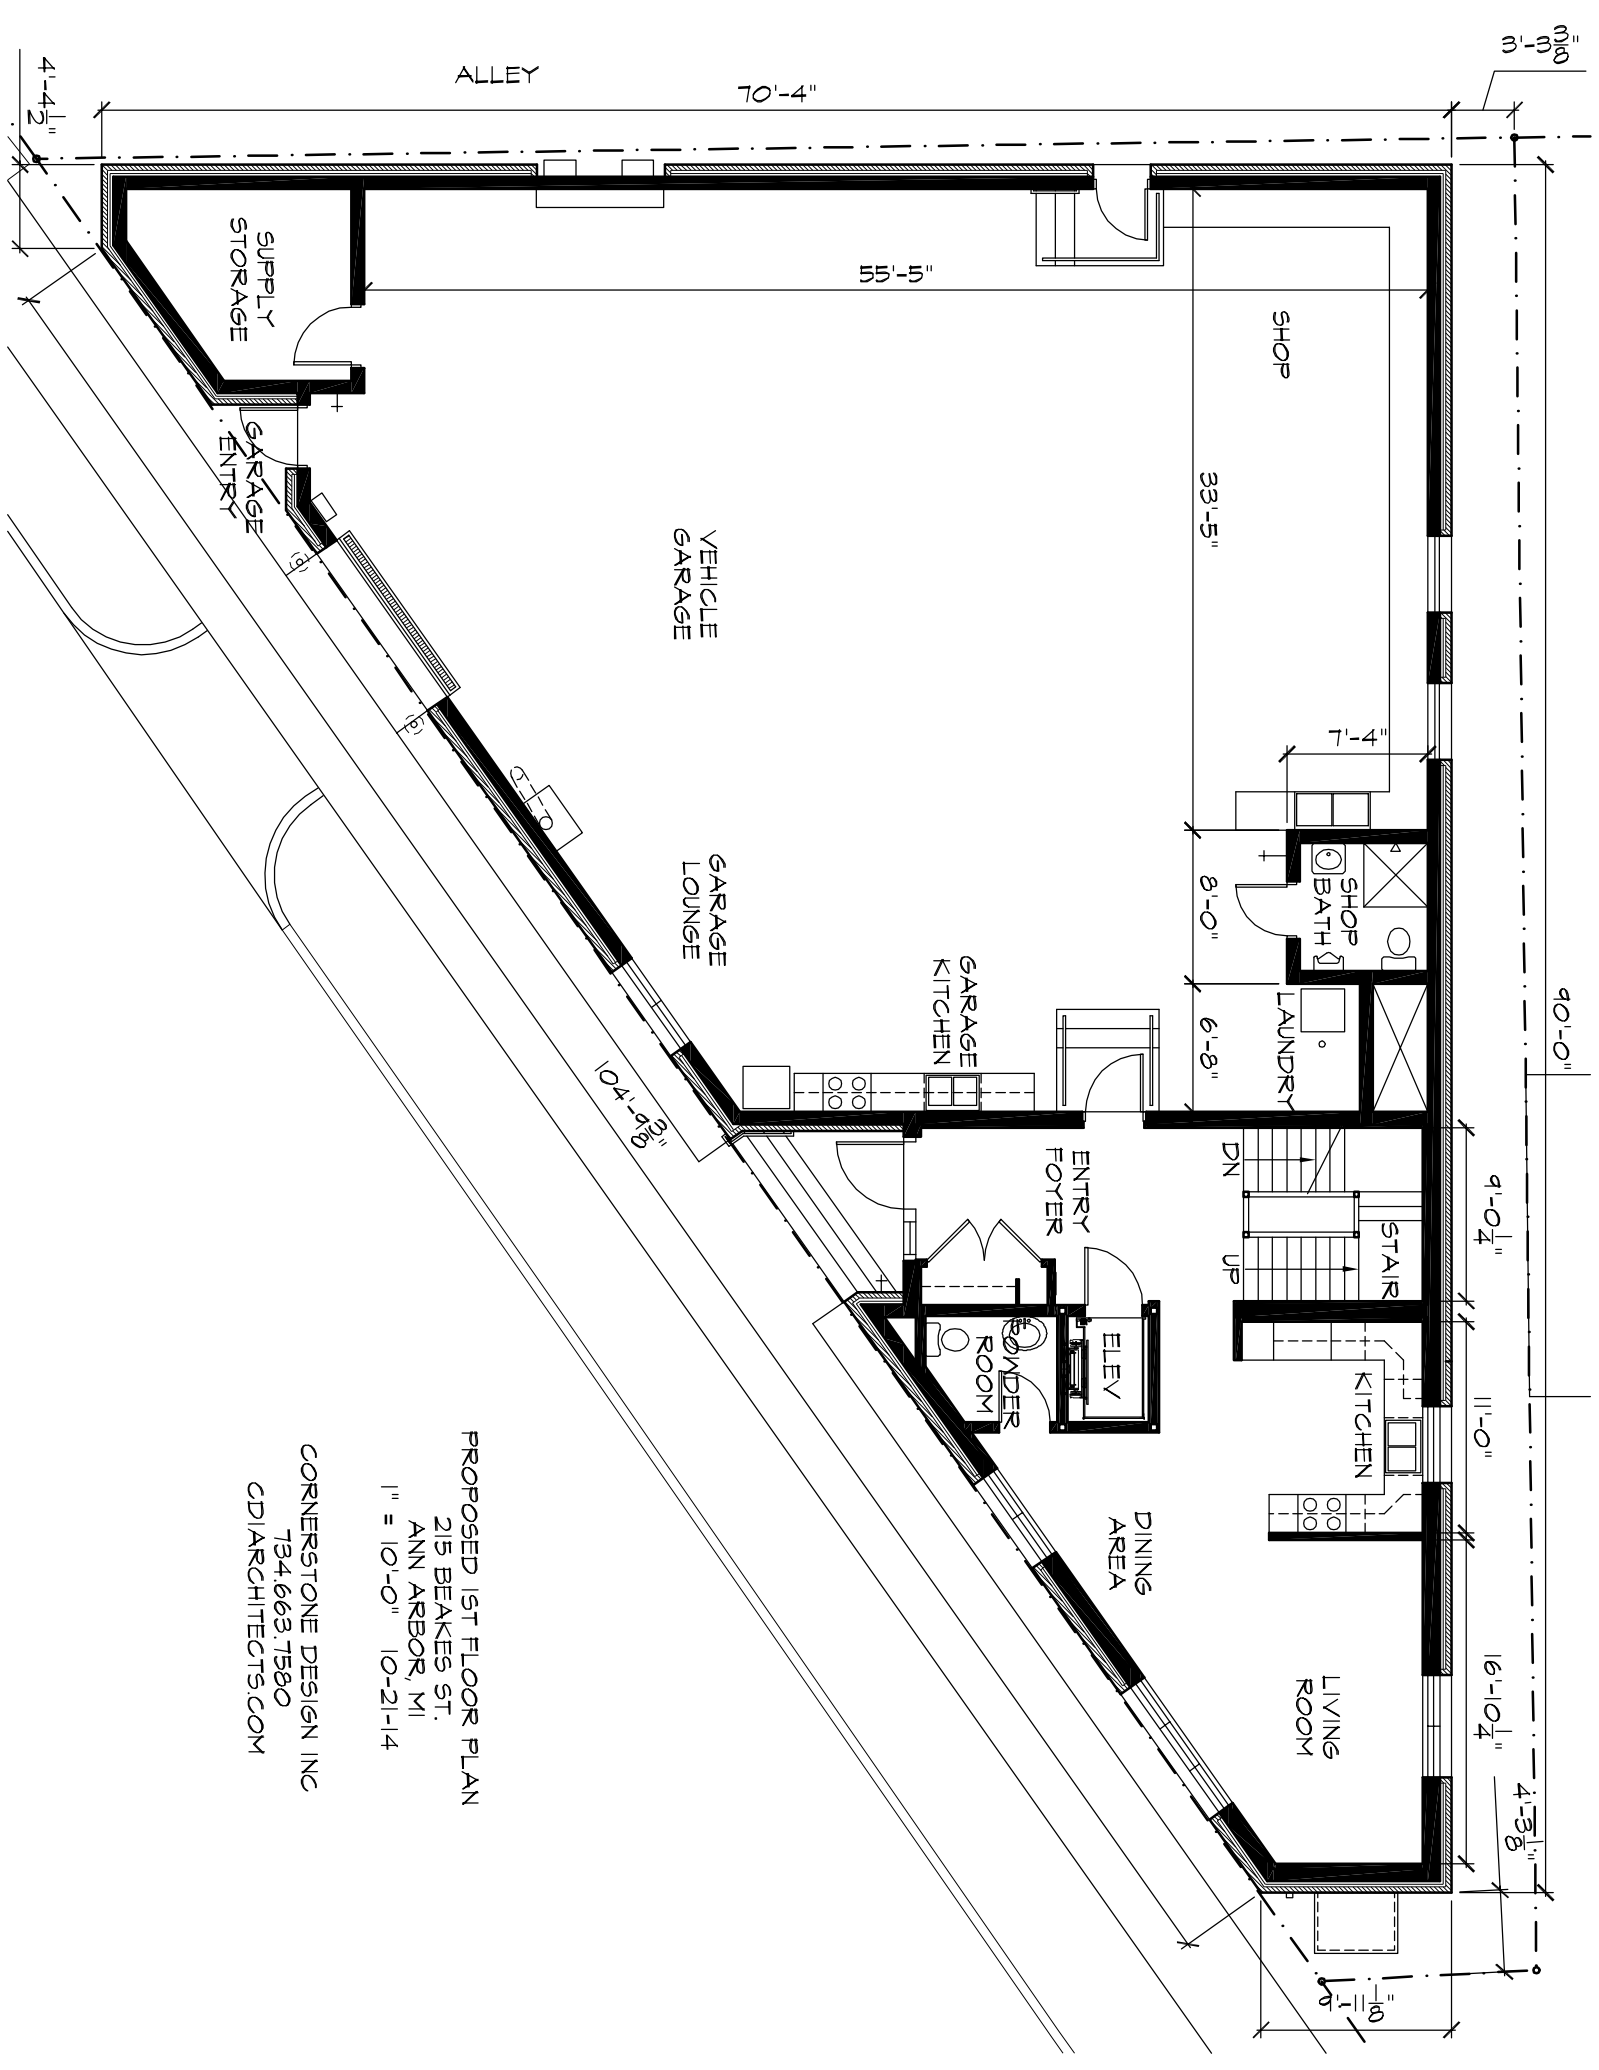 3'-3 3/8"
ALLEY
70'-4"
4'-4 1/2"
SUPPLY
STORAGE
55'-5"
SHOP
GARAGE
ENTRY
33'-5"
VEHICLE
GARAGE
7'-4"
GARAGE
LOUNGE
8'-0"
SHOP
BATH
GARAGE
KITCHEN
6'-8"
LAUNDRY
90'-0"
104'-9 3/8"
ENTRY
FOYER
DN
UP
STAIR
9'-0 1/4"
POWDER
ROOM
ELEV
KITCHEN
11'-0"
DINING
AREA
LIVING
ROOM
16'-10 1/4"
4'-3 1/8"
9'-11 1/8"
PROPOSED 1ST FLOOR PLAN
215 BEAKES ST.
ANN ARBOR, MI
1" = 10'-0" 10-21-14
CORNERSTONE DESIGN INC
734.663.7580
CDIARCHITECTS.COM